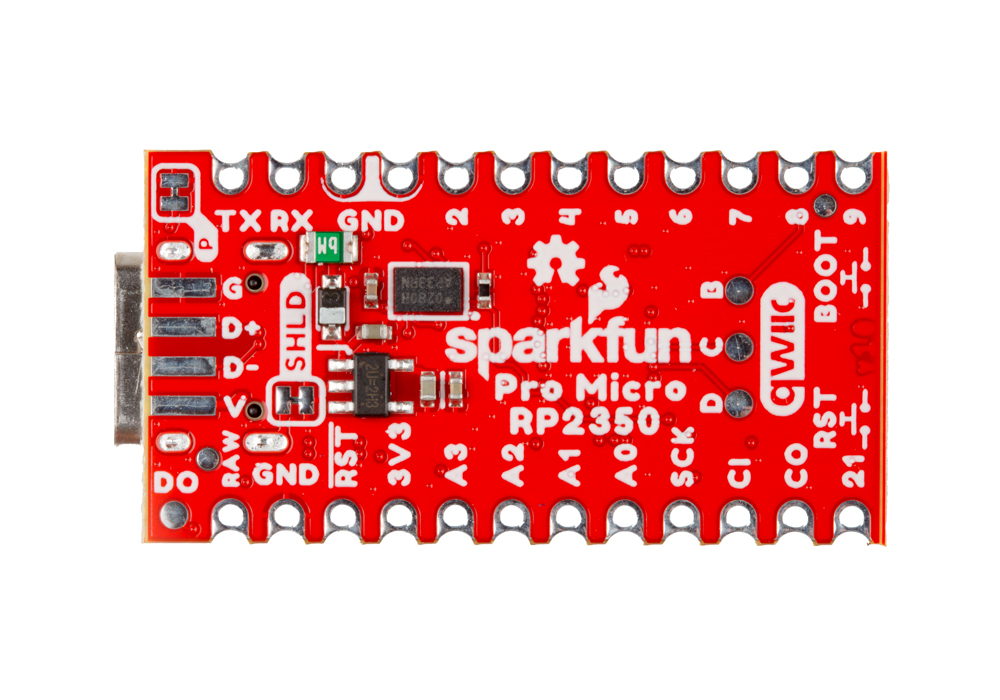 TX RX GND 2 3 4 5 6 7 8 9
P
G
D+
D-
V
SHLD
sparkfun
Pro Micro
RP2350
B
C
D
qwiic
BOOT
RST
DO RAW GND RST 3V3 A3 A2 A1 A0 SCK CI CO 21